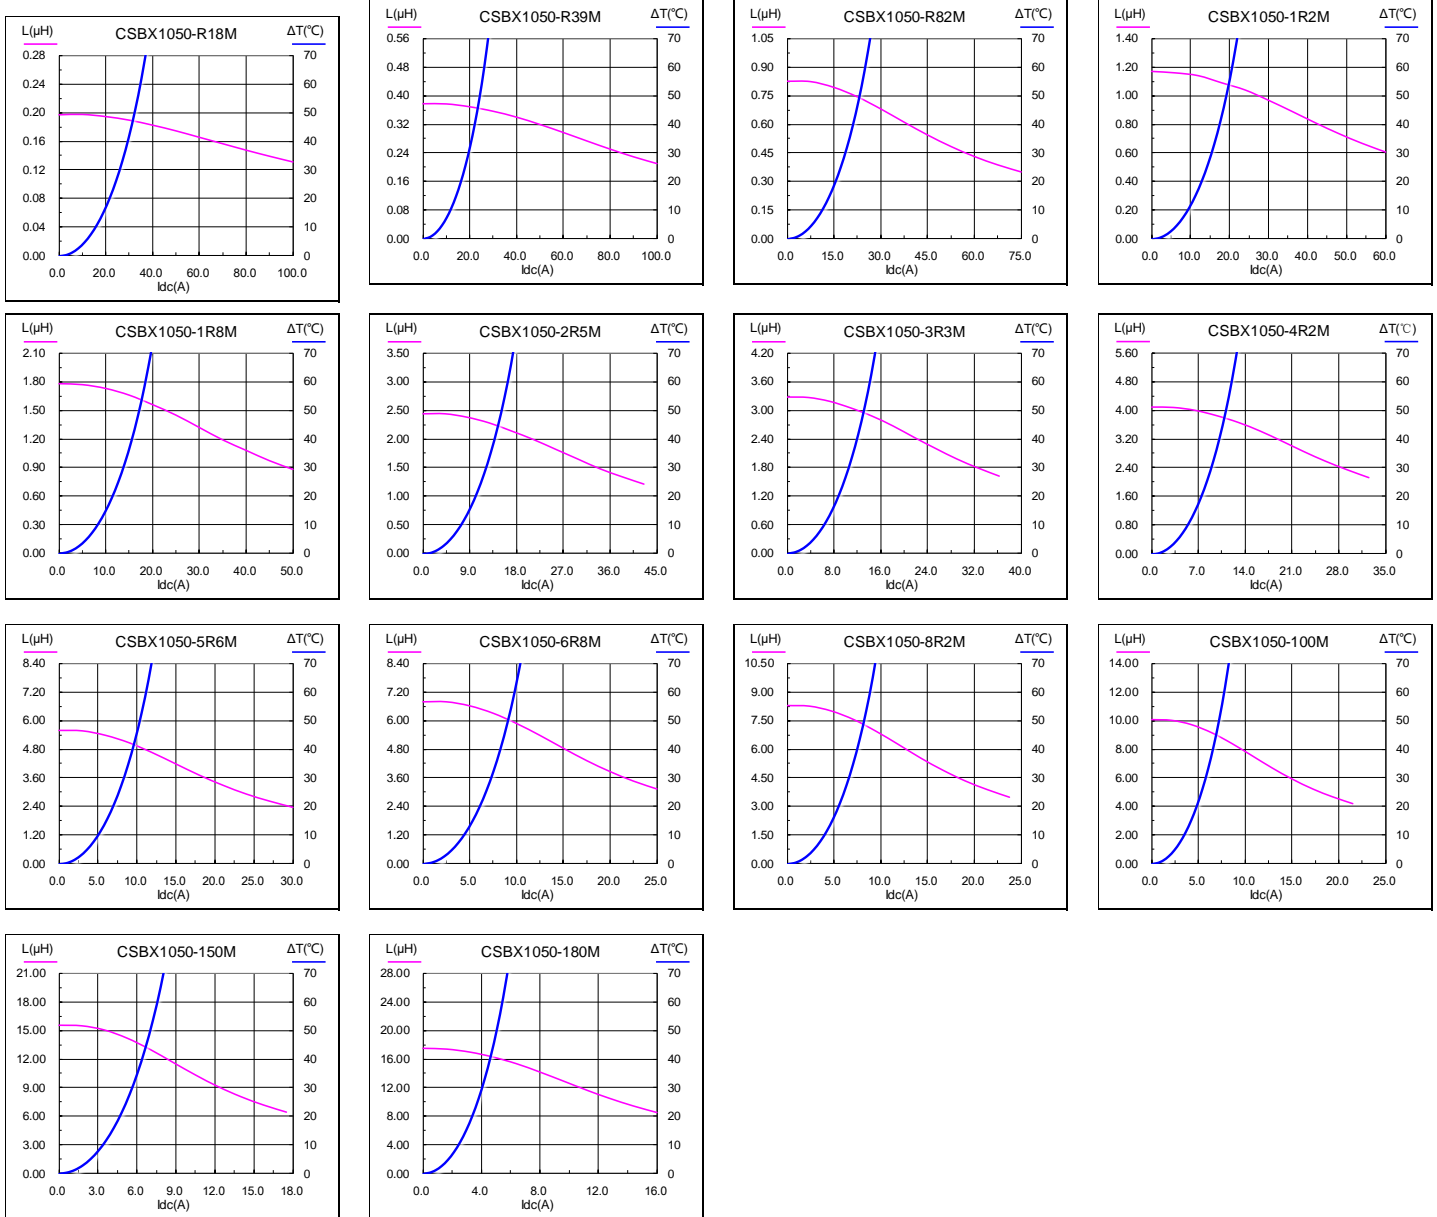 L(μH) CSBX1050-R18M ΔT(℃)
0.28 70
0.24 60
0.20 50
0.16 40
0.12 30
0.08 20
0.04 10
0.00 0
0.0 20.0 40.0 60.0 80.0 100.0
Idc(A)
L(μH) CSBX1050-R39M ΔT(℃)
0.56 70
0.48 60
0.40 50
0.32 40
0.24 30
0.16 20
0.08 10
0.00 0
0.0 20.0 40.0 60.0 80.0 100.0
Idc(A)
L(μH) CSBX1050-R82M ΔT(℃)
1.05 70
0.90 60
0.75 50
0.60 40
0.45 30
0.30 20
0.15 10
0.00 0
0.0 15.0 30.0 45.0 60.0 75.0
Idc(A)
L(μH) CSBX1050-1R2M ΔT(℃)
1.40 70
1.20 60
1.00 50
0.80 40
0.60 30
0.40 20
0.20 10
0.00 0
0.0 10.0 20.0 30.0 40.0 50.0 60.0
Idc(A)
L(μH) CSBX1050-1R8M ΔT(℃)
2.10 70
1.80 60
1.50 50
1.20 40
0.90 30
0.60 20
0.30 10
0.00 0
0.0 10.0 20.0 30.0 40.0 50.0
Idc(A)
L(μH) CSBX1050-2R5M ΔT(℃)
3.50 70
3.00 60
2.50 50
2.00 40
1.50 30
1.00 20
0.50 10
0.00 0
0.0 9.0 18.0 27.0 36.0 45.0
Idc(A)
L(μH) CSBX1050-3R3M ΔT(℃)
4.20 70
3.60 60
3.00 50
2.40 40
1.80 30
1.20 20
0.60 10
0.00 0
0.0 8.0 16.0 24.0 32.0 40.0
Idc(A)
L(μH) CSBX1050-4R2M ΔT(℃)
5.60 70
4.80 60
4.00 50
3.20 40
2.40 30
1.60 20
0.80 10
0.00 0
0.0 7.0 14.0 21.0 28.0 35.0
Idc(A)
L(μH) CSBX1050-5R6M ΔT(℃)
8.40 70
7.20 60
6.00 50
4.80 40
3.60 30
2.40 20
1.20 10
0.00 0
0.0 5.0 10.0 15.0 20.0 25.0 30.0
Idc(A)
L(μH) CSBX1050-6R8M ΔT(℃)
8.40 70
7.20 60
6.00 50
4.80 40
3.60 30
2.40 20
1.20 10
0.00 0
0.0 5.0 10.0 15.0 20.0 25.0
Idc(A)
L(μH) CSBX1050-8R2M ΔT(℃)
10.50 70
9.00 60
7.50 50
6.00 40
4.50 30
3.00 20
1.50 10
0.00 0
0.0 5.0 10.0 15.0 20.0 25.0
Idc(A)
L(μH) CSBX1050-100M ΔT(℃)
14.00 70
12.00 60
10.00 50
8.00 40
6.00 30
4.00 20
2.00 10
0.00 0
0.0 5.0 10.0 15.0 20.0 25.0
Idc(A)
L(μH) CSBX1050-150M ΔT(℃)
21.00 70
18.00 60
15.00 50
12.00 40
9.00 30
6.00 20
3.00 10
0.00 0
0.0 3.0 6.0 9.0 12.0 15.0 18.0
Idc(A)
L(μH) CSBX1050-180M ΔT(℃)
28.00 70
24.00 60
20.00 50
16.00 40
12.00 30
8.00 20
4.00 10
0.00 0
0.0 4.0 8.0 12.0 16.0
Idc(A)